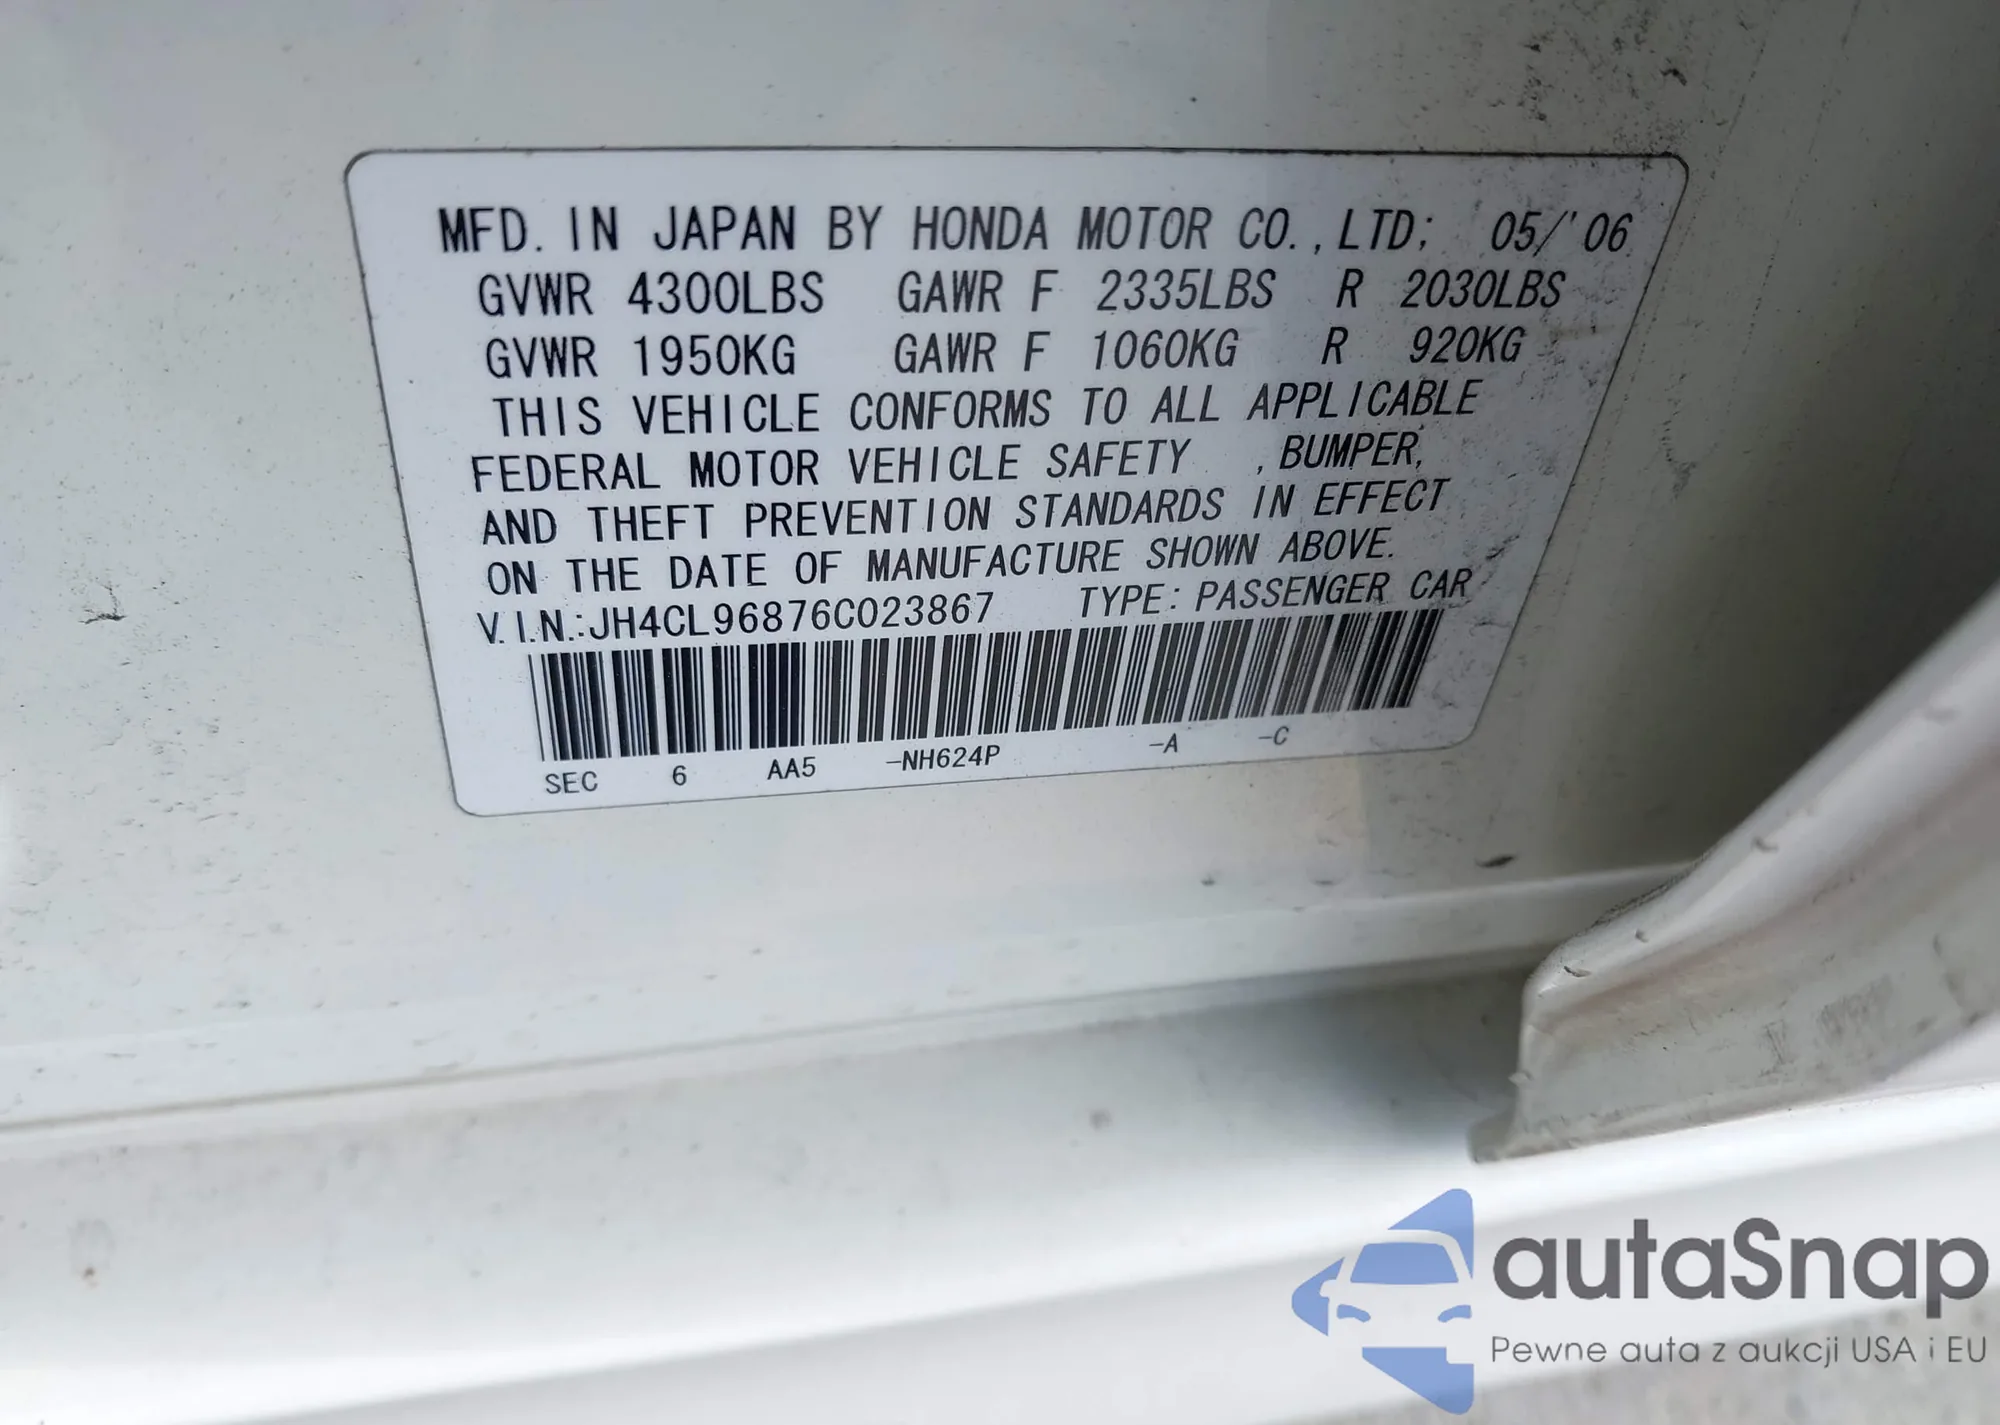 MFD. IN JAPAN BY HONDA MOTOR CO.,LTD; 05/'06
GVWR 4300LBS GAWR F 2335LBS R 2030LBS
GVWR 1950KG GAWR F 1060KG R 920KG
THIS VEHICLE CONFORMS TO ALL APPLICABLE
FEDERAL MOTOR VEHICLE SAFETY , BUMPER,
AND THEFT PREVENTION STANDARDS IN EFFECT
ON THE DATE OF MANUFACTURE SHOWN ABOVE.
V.I.N.:JH4CL96876C023867 TYPE: PASSENGER CAR
SEC 6 AA5 -NH624P -A -C
autaSnap
Pewne auta z aukcji USA i EU